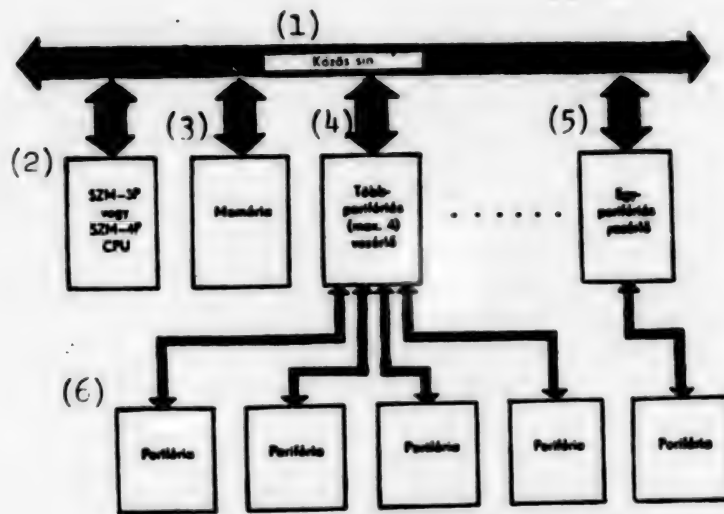 (1)
Közös sín
(2)
(3)
(4)
(5)
SZM-3P
vagy
SZM-4P
CPU
Memória
Több-
perifériás
(max. 4)
vezérlő
Egy-
perifériás
vezérlő
(6)
Periféria
Periféria
Periféria
Periféria
Periféria